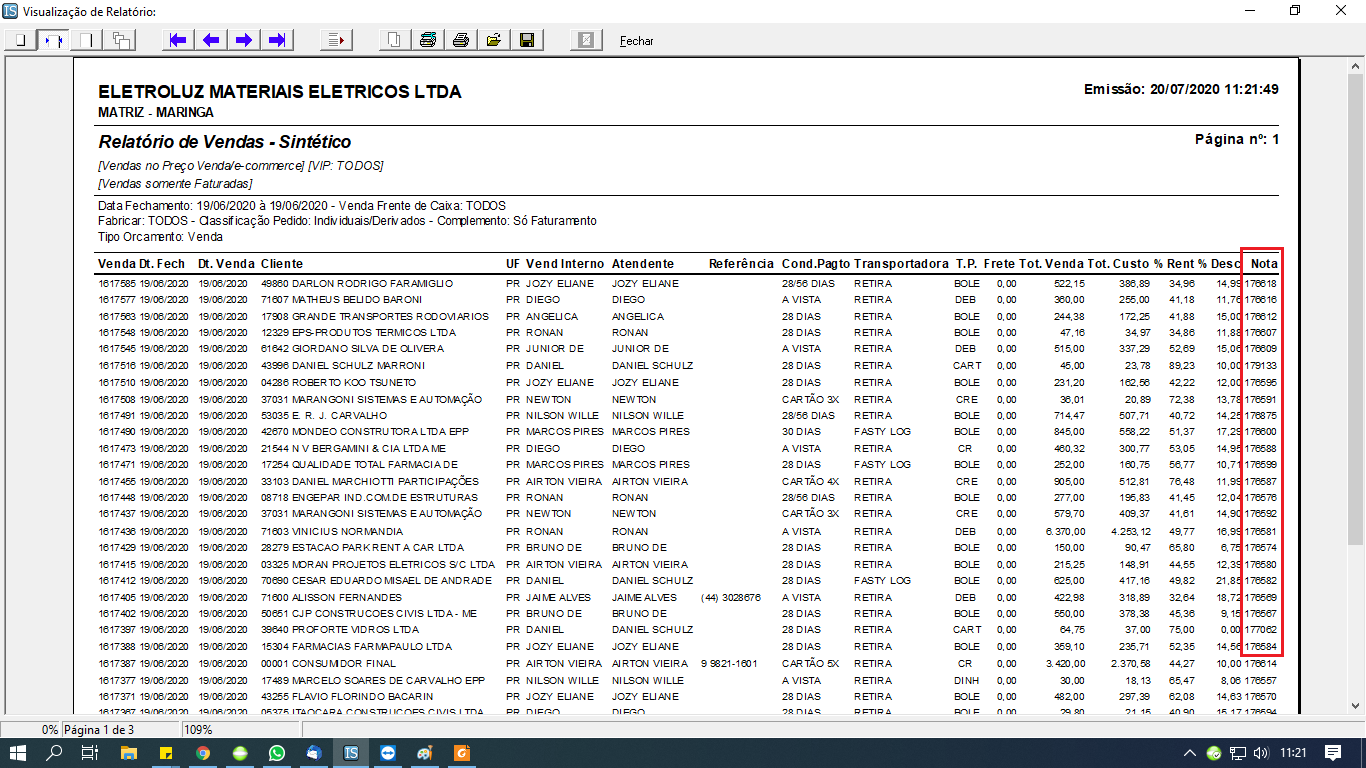 Visualização de Relatório:
Fechar
ELETROLUZ MATERIAIS ELETRICOS LTDA
Emissão: 20/07/2020 11:21:49
MATRIZ - MARINGA
Relatório de Vendas - Sintético
Página nº: 1
[Vendas no Preço Venda/e-commerce] [VIP: TODOS]
[Vendas somente Faturadas]
Data Fechamento: 19/06/2020 à 19/06/2020 - Venda Frente de Caixa: TODOS
Fabricar: TODOS - Classificação Pedido: Individuais/Derivados - Complemento: Só Faturamento
Tipo Orcamento: Venda
Venda Dt. Fech Dt. Venda Cliente UF Vend Interno Atendente Referência Cond.Pagto Transportadora T.P. Frete Tot. Venda Tot. Custo % Rent % Desc Nota
1617585 19/06/2020 19/06/2020 49860 DARLON RODRIGO FARAMIGLIO PR JOZY ELIANE JOZY ELIANE 28/56 DIAS RETIRA BOLE 0,00 522,15 386,89 34,96 14,99 176618
1617577 19/06/2020 19/06/2020 71607 MATHEUS BELIDO BARONI PR DIEGO DIEGO A VISTA RETIRA DEB 0,00 360,00 255,00 41,18 11,76 176616
1617563 19/06/2020 19/06/2020 17908 GRANDE TRANSPORTES RODOVIARIOS PR ANGELICA ANGELICA 28 DIAS RETIRA BOLE 0,00 244,38 172,25 41,88 15,00 176612
1617548 19/06/2020 19/06/2020 12329 EPS-PRODUTOS TERMICOS LTDA PR RONAN RONAN 28 DIAS RETIRA BOLE 0,00 47,16 34,97 34,86 11,88 176607
1617545 19/06/2020 19/06/2020 61642 GIORDANO SILVA DE OLIVERA PR JUNIOR DE JUNIOR DE A VISTA RETIRA DEB 0,00 515,00 337,29 52,69 15,06 176609
1617516 19/06/2020 19/06/2020 43996 DANIEL SCHULZ MARRONI PR DANIEL DANIEL SCHULZ 28 DIAS RETIRA CART 0,00 45,00 23,78 89,23 10,00 179133
1617510 19/06/2020 19/06/2020 04286 ROBERTO KOO TSUNETO PR JOZY ELIANE JOZY ELIANE 28 DIAS RETIRA BOLE 0,00 231,20 162,56 42,22 12,00 176595
1617508 19/06/2020 19/06/2020 37031 MARANGONI SISTEMAS E AUTOMAÇÃO PR NEWTON NEWTON CARTÃO 3X RETIRA CRE 0,00 36,01 20,89 72,38 13,78 176591
1617491 19/06/2020 19/06/2020 53035 E. R. J. CARVALHO PR NILSON WILLE NILSON WILLE 28/56 DIAS RETIRA BOLE 0,00 714,47 507,71 40,72 14,25 176875
1617490 19/06/2020 19/06/2020 42670 MONDEO CONSTRUTORA LTDA EPP PR MARCOS PIRES MARCOS PIRES 30 DIAS FASTY LOG BOLE 0,00 845,00 558,22 51,37 17,29 176600
1617473 19/06/2020 19/06/2020 21544 N V BERGAMINI & CIA LTDA ME PR DIEGO DIEGO A VISTA RETIRA CR 0,00 460,32 300,77 53,05 14,95 176588
1617471 19/06/2020 19/06/2020 17254 QUALIDADE TOTAL FARMACIA DE PR MARCOS PIRES MARCOS PIRES 28 DIAS FASTY LOG BOLE 0,00 252,00 160,75 56,77 10,71 176599
1617455 19/06/2020 19/06/2020 33103 DANIEL MARCHIOTTI PARTICIPAÇÕES PR AIRTON VIEIRA AIRTON VIEIRA CARTÃO 4X RETIRA CRE 0,00 905,00 512,81 76,48 11,99 176587
1617448 19/06/2020 19/06/2020 08718 ENGEPAR IND.COM.DE ESTRUTURAS PR RONAN RONAN 28/56 DIAS RETIRA BOLE 0,00 277,00 195,83 41,45 12,04 176576
1617437 19/06/2020 19/06/2020 37031 MARANGONI SISTEMAS E AUTOMAÇÃO PR NEWTON NEWTON CARTÃO 3X RETIRA CRE 0,00 579,70 409,37 41,61 14,90 176592
1617436 19/06/2020 19/06/2020 71603 VINICIUS NORMANDIA PR RONAN RONAN A VISTA RETIRA DEB 0,00 6.370,00 4.253,12 49,77 16,99 176581
1617429 19/06/2020 19/06/2020 28279 ESTACAO PARK RENT A CAR LTDA PR BRUNO DE BRUNO DE 28 DIAS RETIRA BOLE 0,00 150,00 90,47 65,80 6,75 176574
1617415 19/06/2020 19/06/2020 03325 MORAN PROJETOS ELETRICOS S/C LTDA PR AIRTON VIEIRA AIRTON VIEIRA 28 DIAS RETIRA BOLE 0,00 215,25 148,91 44,55 12,39 176580
1617412 19/06/2020 19/06/2020 70690 CESAR EDUARDO MISAEL DE ANDRADE PR DANIEL DANIEL SCHULZ 28 DIAS FASTY LOG BOLE 0,00 625,00 417,16 49,82 21,85 176582
1617405 19/06/2020 19/06/2020 71600 ALISSON FERNANDES PR JAIME ALVES JAIME ALVES (44) 3028676 A VISTA RETIRA DEB 0,00 422,98 318,89 32,64 18,72 176569
1617402 19/06/2020 19/06/2020 50651 CJP CONSTRUCOES CIVIS LTDA - ME PR BRUNO DE BRUNO DE 28 DIAS RETIRA BOLE 0,00 550,00 378,38 45,36 9,15 176567
1617397 19/06/2020 19/06/2020 39640 PROFORTE VIDROS LTDA PR DANIEL DANIEL SCHULZ 28 DIAS RETIRA CART 0,00 64,75 37,00 75,00 0,00 177062
1617388 19/06/2020 19/06/2020 15304 FARMACIAS FARMAPAULO LTDA PR JOZY ELIANE JOZY ELIANE 28 DIAS RETIRA BOLE 0,00 359,10 235,71 52,35 14,56 176584
1617387 19/06/2020 19/06/2020 00001 CONSUMIDOR FINAL PR AIRTON VIEIRA AIRTON VIEIRA 9 9821-1601 CARTÃO 5X RETIRA CR 0,00 3.420,00 2.370,58 44,27 10,00 176614
1617377 19/06/2020 19/06/2020 17489 MARCELO SOARES DE CARVALHO EPP PR NILSON WILLE NILSON WILLE A VISTA RETIRA DINH 0,00 30,00 18,13 65,47 8,06 176557
1617371 19/06/2020 19/06/2020 43255 FLAVIO FLORINDO BACARIN PR JOZY ELIANE JOZY ELIANE 28 DIAS RETIRA BOLE 0,00 482,00 297,39 62,08 14,63 176570
1617367 19/06/2020 19/06/2020 05375 ITAOCARA CONSTRUCOES CIVIS LTDA PR DIEGO DIEGO 28 DIAS RETIRA BOLE 0,00 29,80 21,15 40,90 15,17 176594
0% Página 1 de 3 109%
11:21